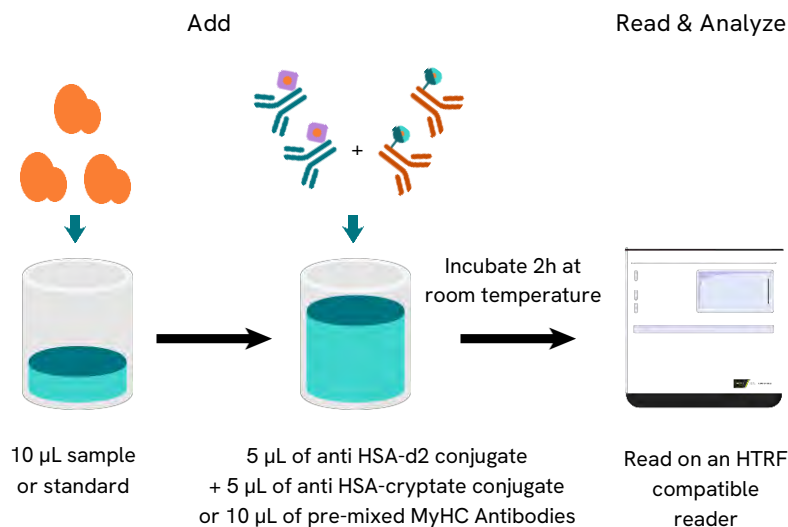 Add
Read & Analyze
+
Incubate 2h at
room temperature
10 µL sample
or standard
5 µL of anti HSA-d2 conjugate
+ 5 µL of anti HSA-cryptate conjugate
or 10 µL of pre-mixed MyHC Antibodies
Read on an HTRF
compatible
reader